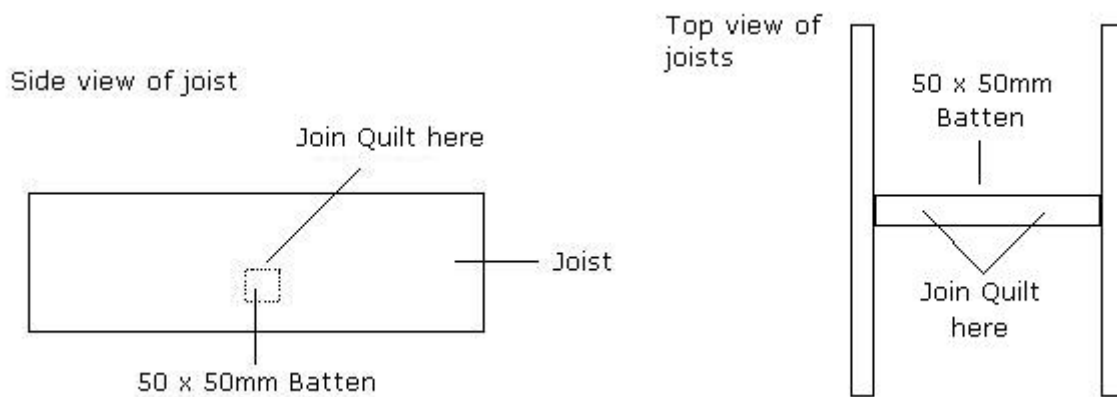 Side view of joist
Join Quilt here
Joist
50 x 50mm Batten
Top view of
joists
50 x 50mm
Batten
Join Quilt
here